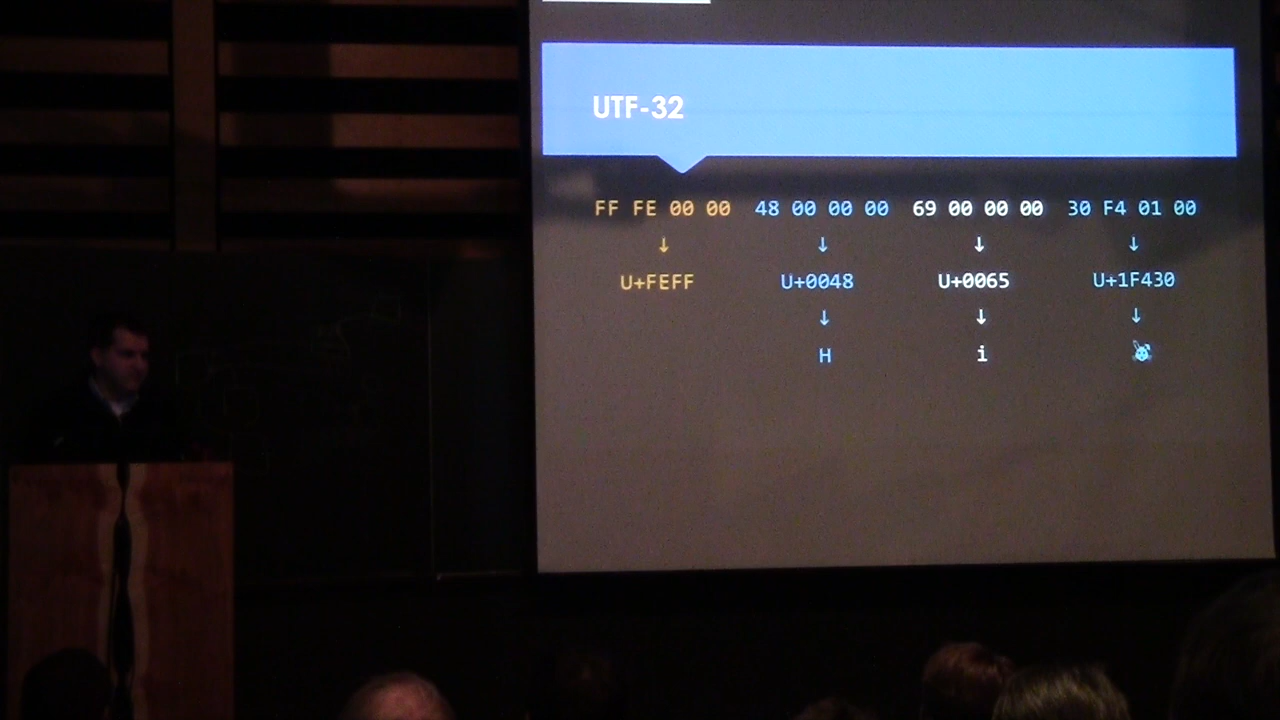 UTF-32
FF FE 00 00 48 00 00 00 69 00 00 00 30 F4 01 00
↓ ↓ ↓ ↓
U+FEFF U+0048 U+0065 U+1F430
↓ ↓ ↓
H i 🐰